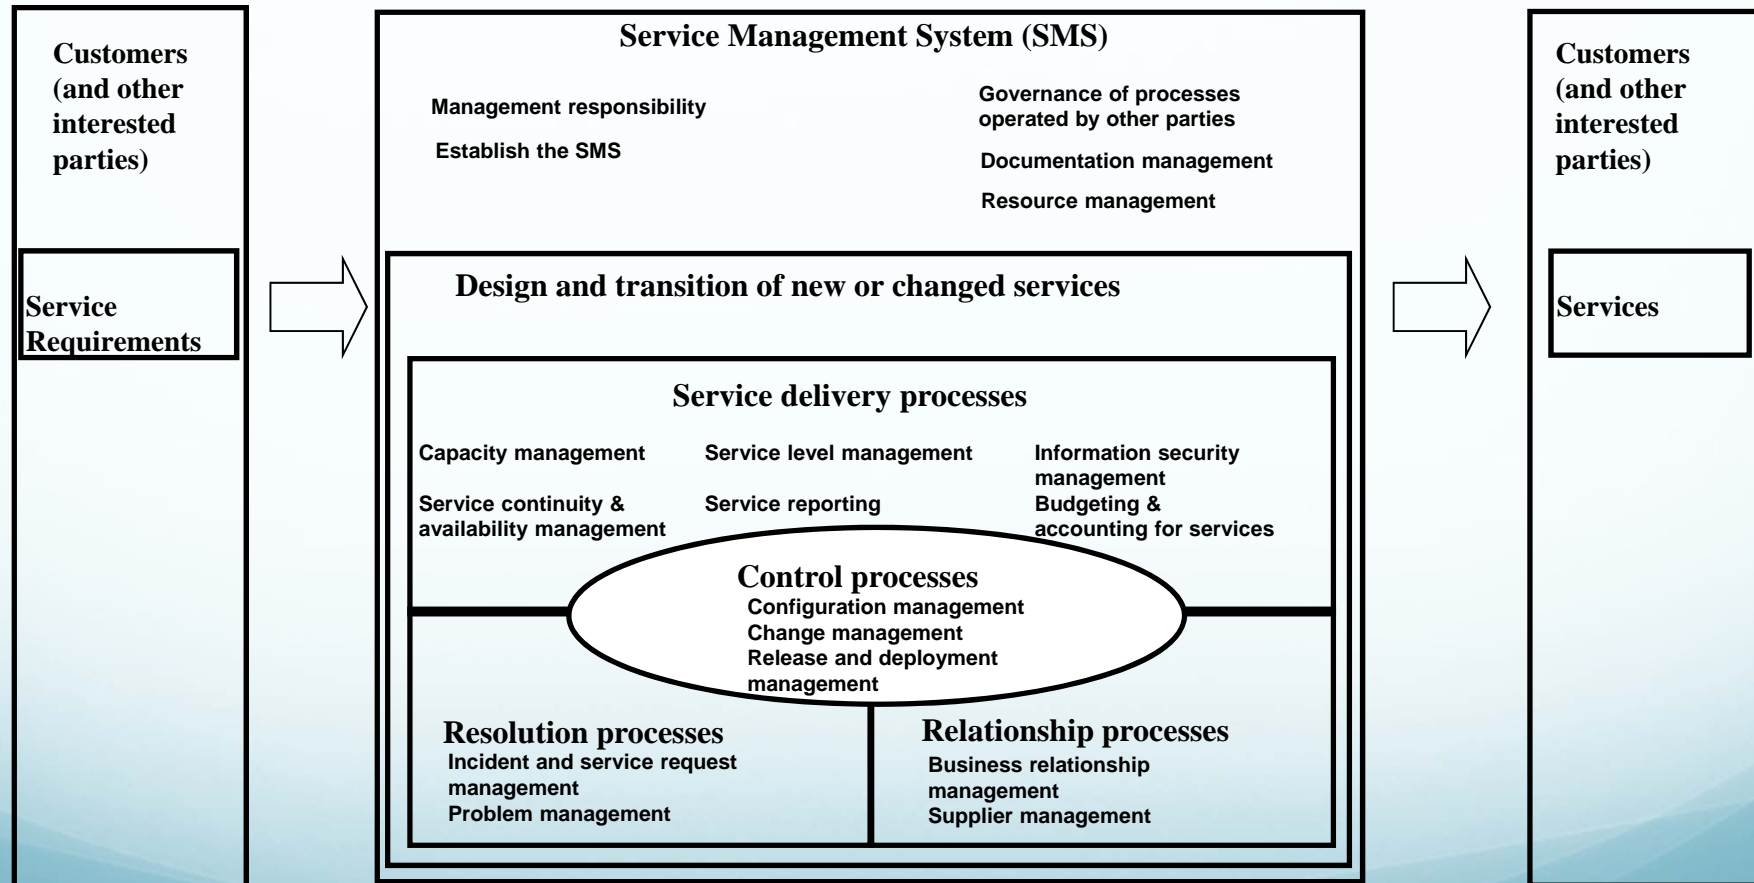 Customers
(and other
interested
parties)
Service
Requirements
Service Management System (SMS)
Management responsibility
Establish the SMS
Governance of processes
operated by other parties
Documentation management
Resource management
Design and transition of new or changed services
Service delivery processes
Capacity management
Service continuity &
availability management
Service level management
Service reporting
Information security
management
Budgeting &
accounting for services
Control processes
Configuration management
Change management
Release and deployment
management
Resolution processes
Incident and service request
management
Problem management
Relationship processes
Business relationship
management
Supplier management
Customers
(and other
interested
parties)
Services